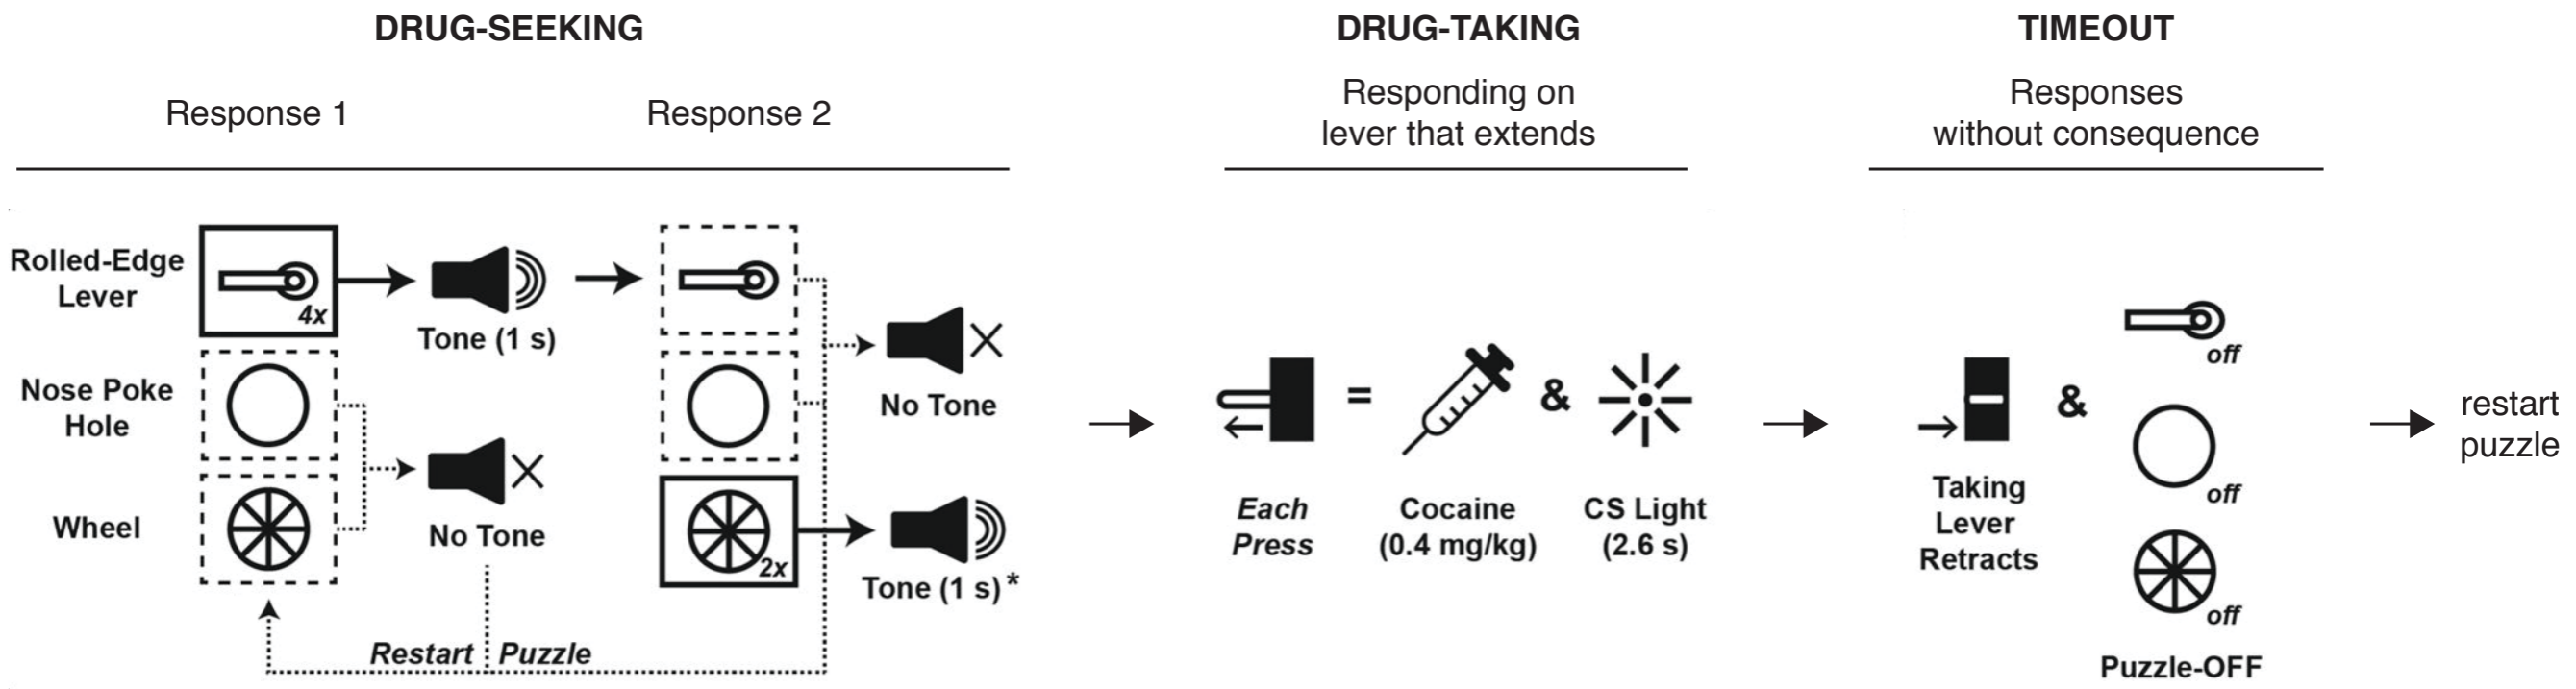 DRUG-SEEKING
Response 1
Response 2
Rolled-Edge
Lever
4x
Tone (1 s)
Nose Poke
Hole
Wheel
No Tone
No Tone
2x
Tone (1 s)*
Restart Puzzle
DRUG-TAKING
Responding on
lever that extends
=
&
Each
Press
Cocaine
(0.4 mg/kg)
CS Light
(2.6 s)
TIMEOUT
Responses
without consequence
&
off
off
off
Taking
Lever
Retracts
Puzzle-OFF
restart
puzzle